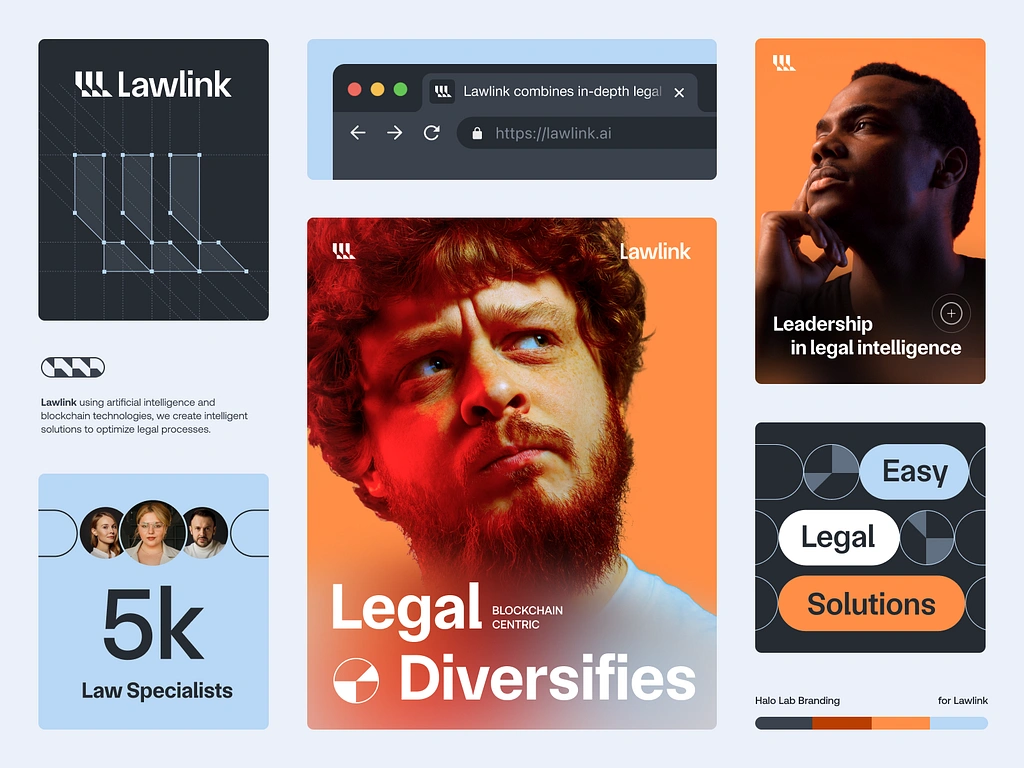 Lawlink
Lawlink using artificial intelligence and
blockchain technologies, we create intelligent
solutions to optimize legal processes.
5k
Law Specialists
Lawlink combines in-depth legal
https://lawlink.ai
Lawlink
Legal
BLOCKCHAIN
CENTRIC
Diversifies
Leadership
in legal intelligence
Easy
Legal
Solutions
Halo Lab Branding
for Lawlink